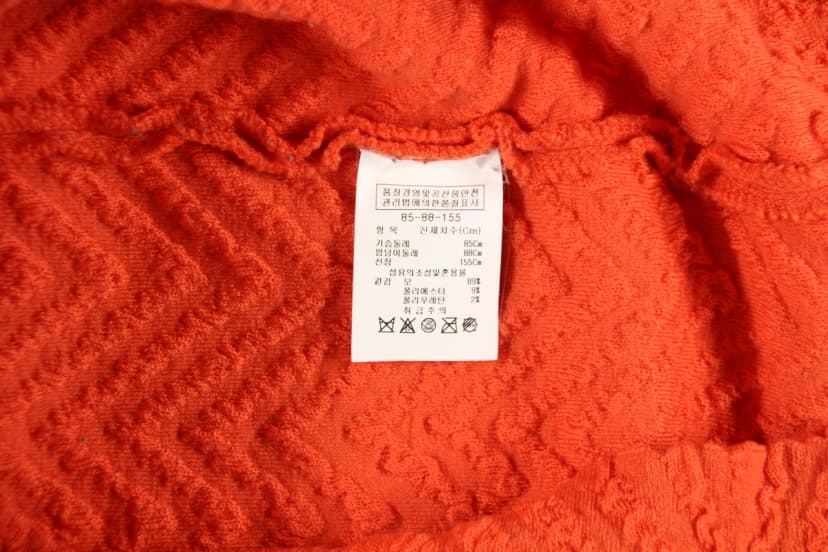 품질경영및공산품안전
관리법에의한품질표시
85-88-155
항 목 신체치수(Cm)
가슴둘레 85Cm
엉덩이둘레 88Cm
신장 155Cm
섬유의조성및혼용율
겉감 모 89%
폴리에스터 9%
폴리우레탄 2%
취급주의